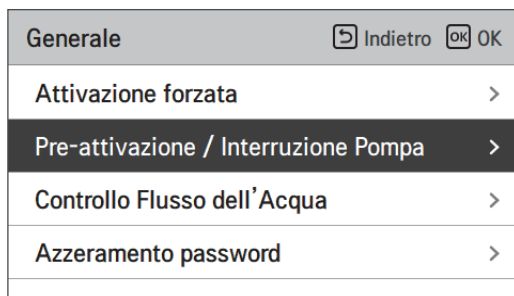 Generale Indietro OK OK
Attivazione forzata >
Pre-attivazione / Interruzione Pompa >
Controllo Flusso dell'Acqua >
Azzeramento password >